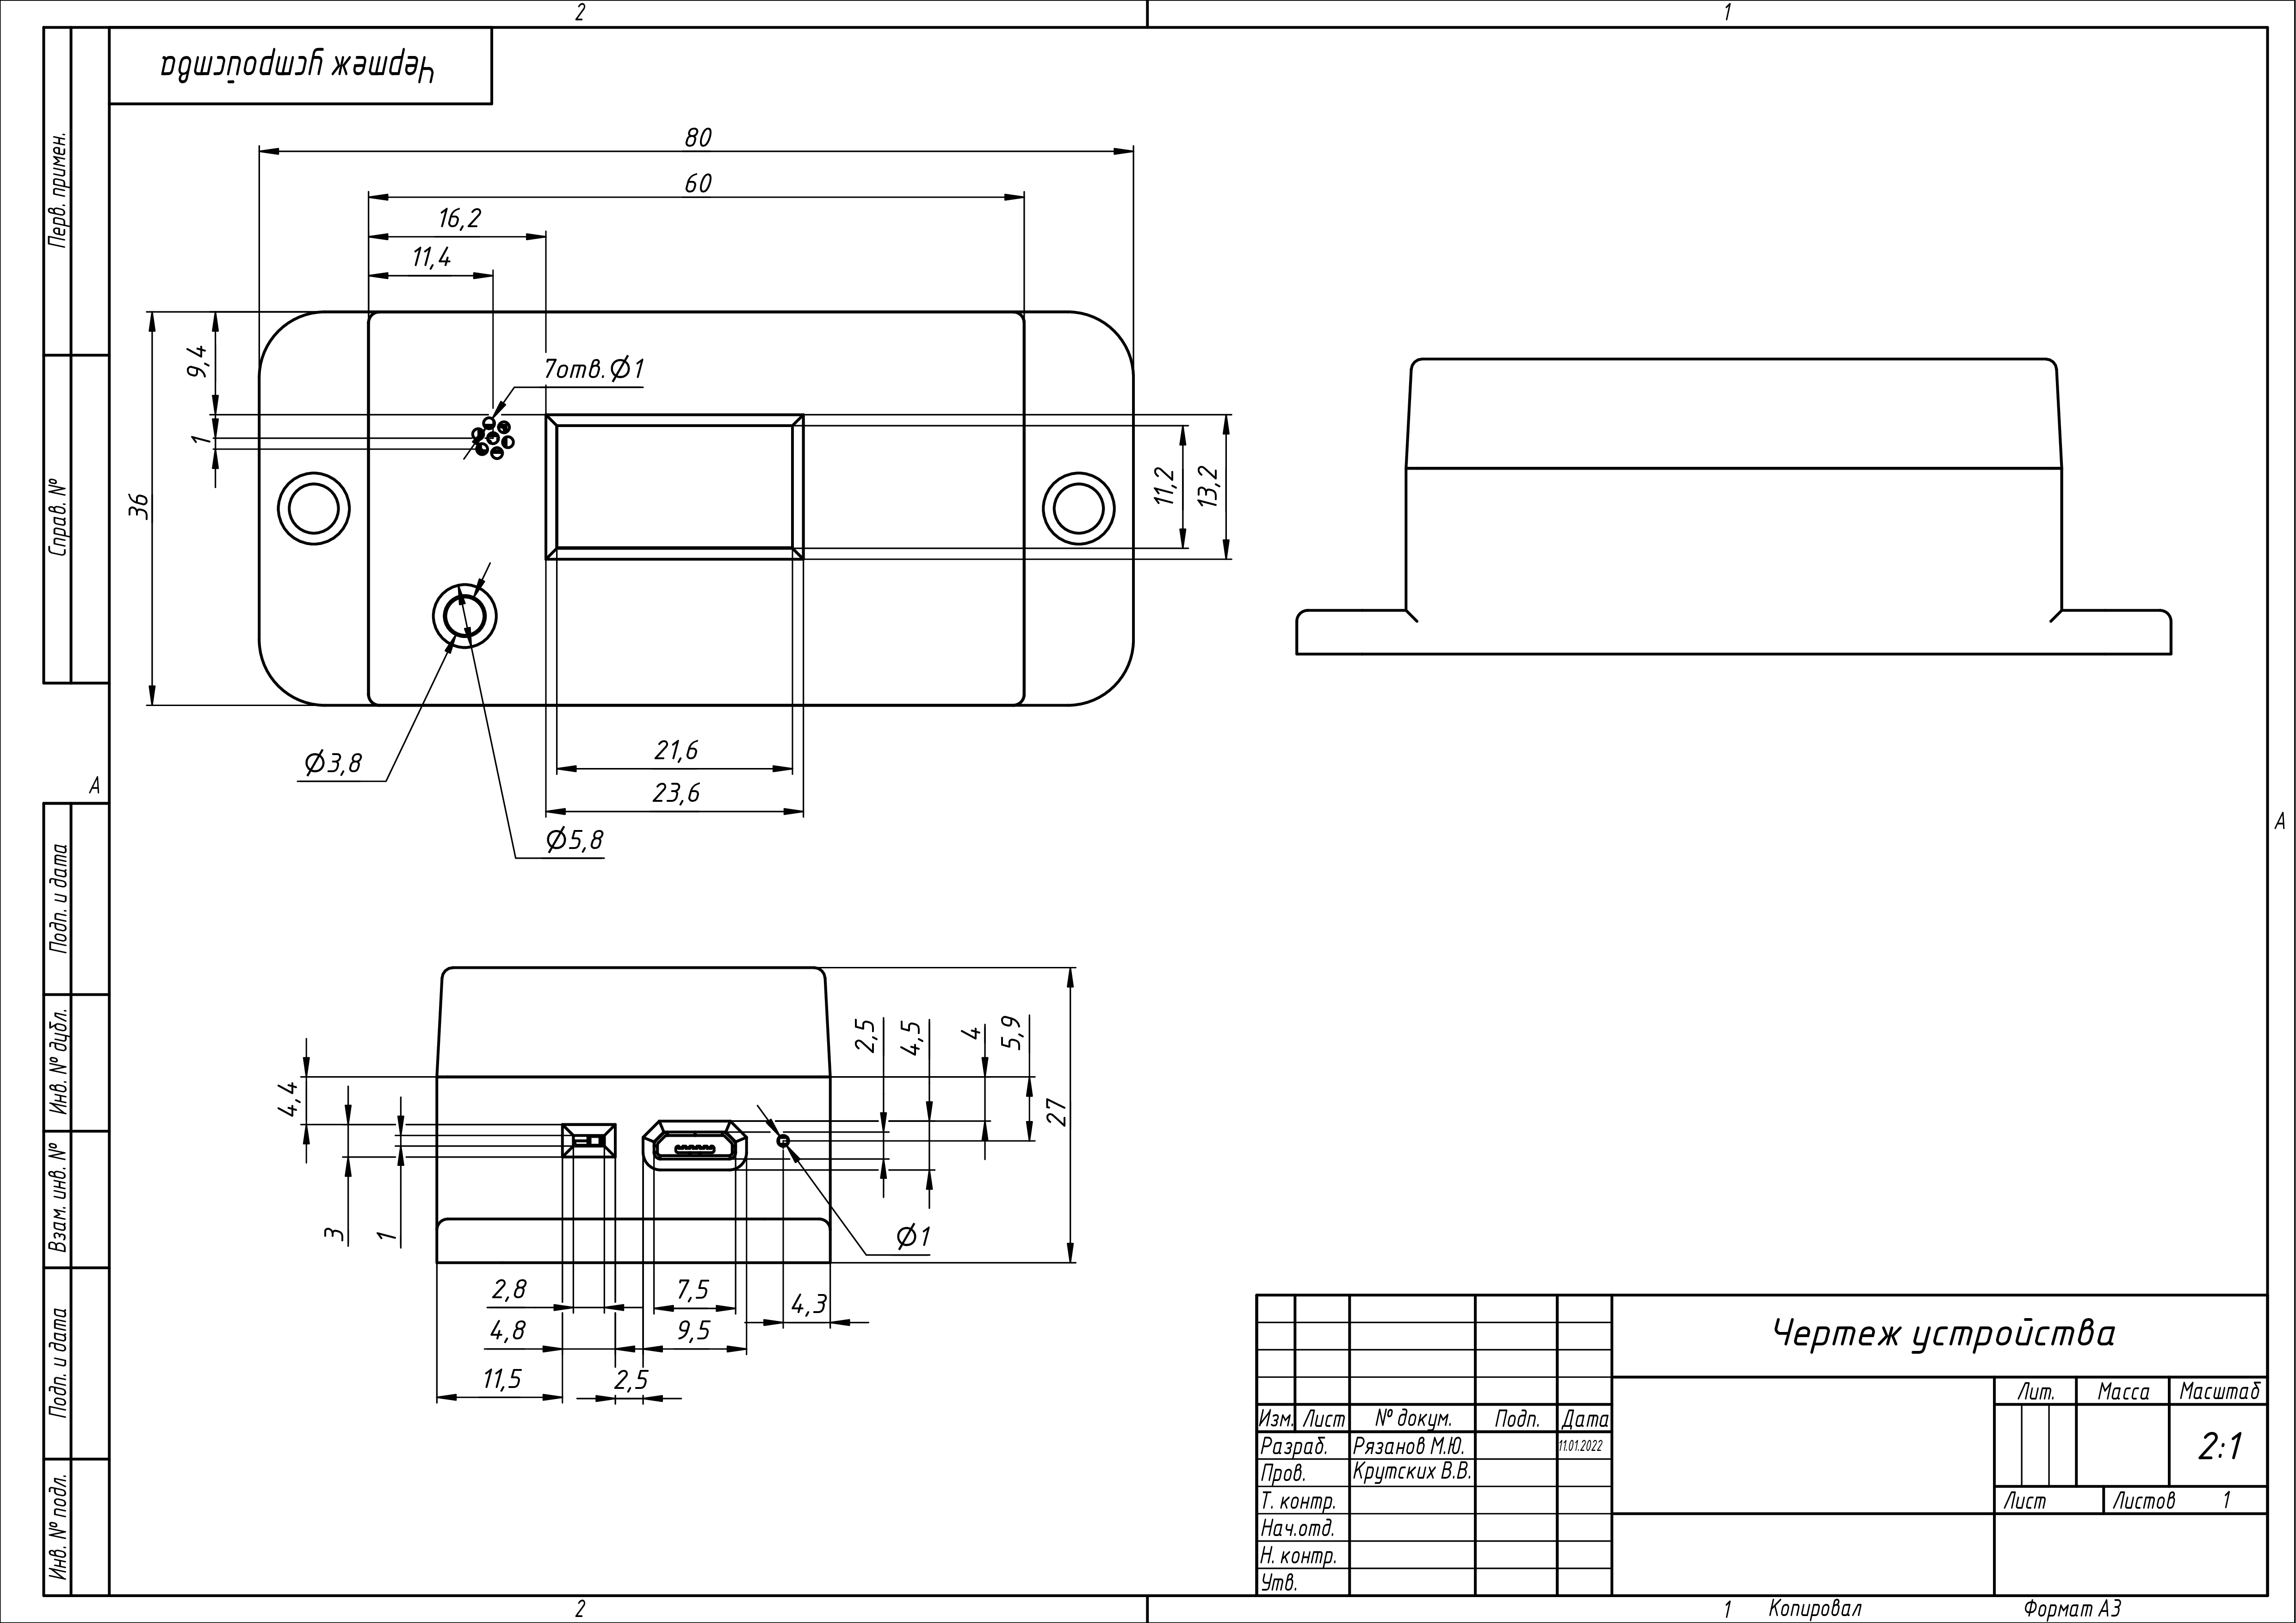 2
1
Чертеж устройства
Перв. примен.
Справ. №
Подп. и дата
Инв. № дубл.
Взам. инв. №
Подп. и дата
Инв. № подл.
А
А
80
60
16,2
11,4
9,4
1
36
7отв.∅1
11,2
13,2
∅3,8
∅5,8
21,6
23,6
4,4
3
1
2,5
4,5
4
5,9
27
∅1
2,8
7,5
4,3
4,8
9,5
11,5
2,5
Чертеж устройства
Лит. Масса Масштаб
2:1
Изм. Лист № докум. Подп. Дата
Разраб. Рязанов М.Ю. 11.01.2022
Пров. Крутских В.В.
Т. контр.
Лист Листов 1
Нач.отд.
Н. контр.
Утв.
2
1
Копировал
Формат А3